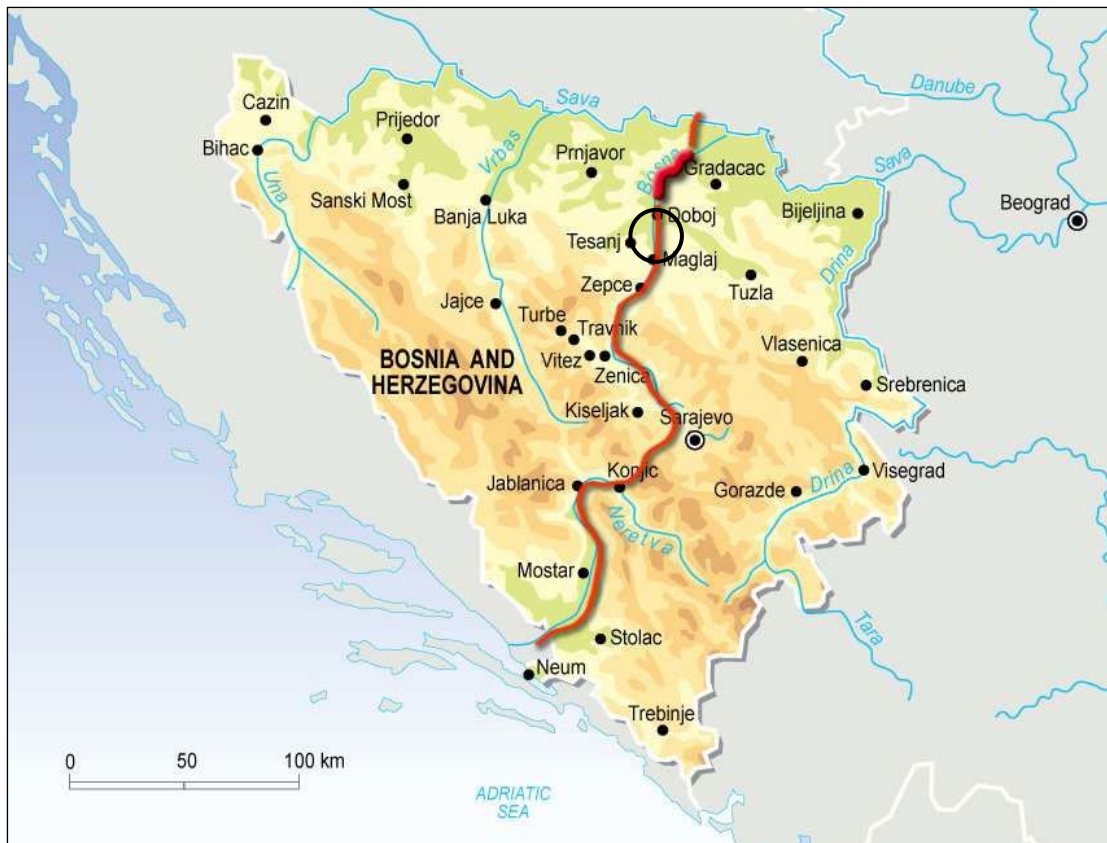 Danube
Cazin
Sava
Prijedor
Bihac
Vrbas
Prnjavor
Bosna
Gradacac
Sava
Una
Sanski Most
Banja Luka
Doboj
Bijeljina
Beograd
Tesanj
Maglaj
Drina
Zepce
Tuzla
Jajce
Turbe
Travnik
BOSNIA AND
HERZEGOVINA
Vitez
Zenica
Vlasenica
Srebrenica
Kiseljak
Sarajevo
Jablanica
Konjic
Gorazde
Drina
Visegrad
Neretva
Mostar
Stolac
Tara
Neum
Trebinje
0 50 100 km
ADRIATIC
SEA